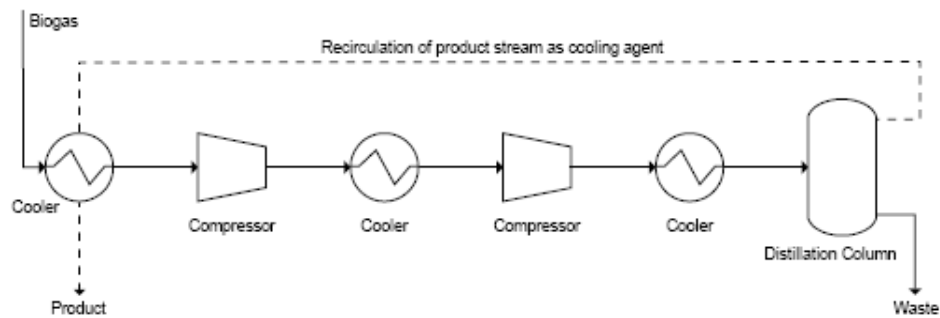 Biogas
Recirculation of product stream as cooling agent
Cooler
Compressor
Cooler
Compressor
Cooler
Distillation Column
Product
Waste